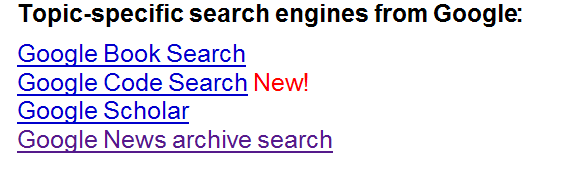 Topic-specific search engines from Google:
Google Book Search
Google Code Search New!
Google Scholar
Google News archive search